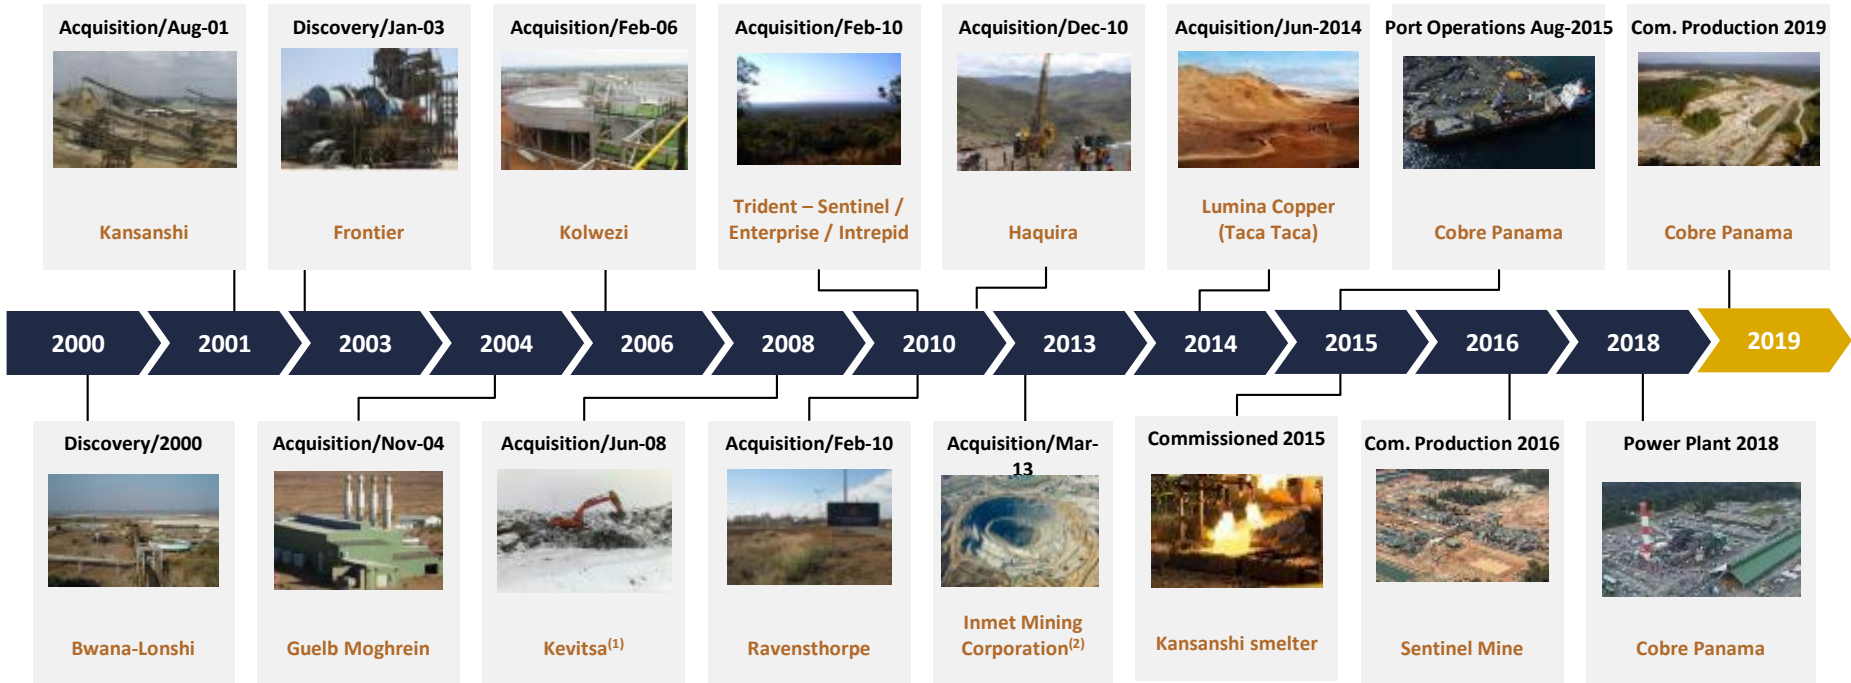 Acquisition/Aug-01
Kansanshi
Discovery/Jan-03
Frontier
Acquisition/Feb-06
Kolwezi
Acquisition/Feb-10
Trident – Sentinel /
Enterprise / Intrepid
Acquisition/Dec-10
Haquira
Acquisition/Jun-2014
Lumina Copper
(Taca Taca)
Port Operations Aug-2015
Cobre Panama
Com. Production 2019
Cobre Panama
2000
2001
2003
2004
2006
2008
2010
2013
2014
2015
2016
2018
2019
Discovery/2000
Bwana-Lonshi
Acquisition/Nov-04
Guelb Moghrein
Acquisition/Jun-08
Kevitsa(1)
Acquisition/Feb-10
Ravensthorpe
Acquisition/Mar-
13
Inmet Mining
Corporation(2)
Commissioned 2015
Kansanshi smelter
Com. Production 2016
Sentinel Mine
Power Plant 2018
Cobre Panama